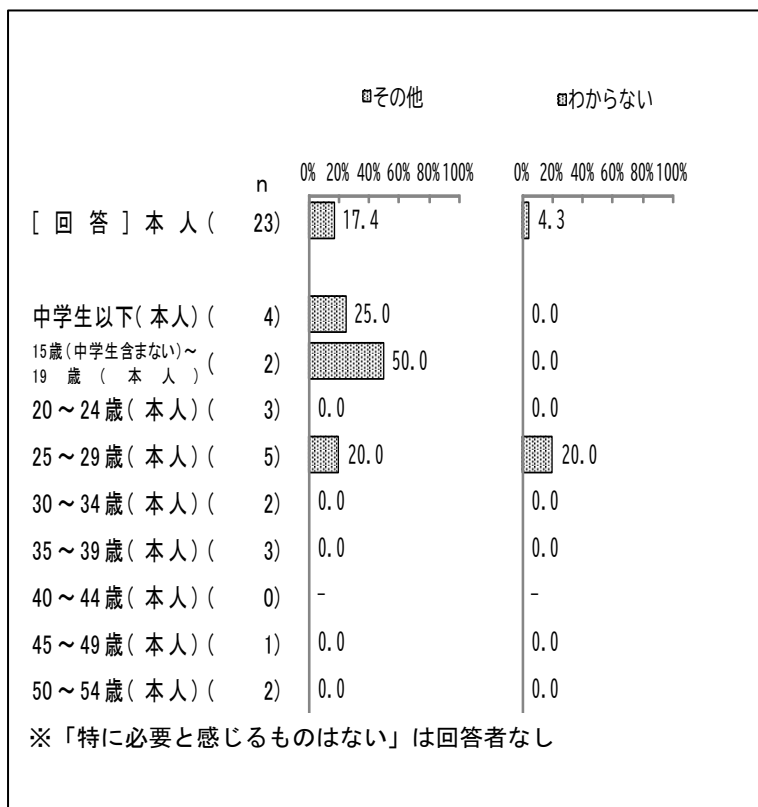 その他 わからない
n 0% 20% 40% 60% 80% 100% 0% 20% 40% 60% 80% 100%
[ 回 答 ] 本 人 ( 23) 17.4 4.3
中学生以下( 本人) ( 4) 25.0 0.0
15歳(中学生含まない)～
19 歳 ( 本 人 ) ( 2) 50.0 0.0
20～24歳( 本人) ( 3) 0.0 0.0
25～29歳( 本人) ( 5) 20.0 20.0
30～34歳( 本人) ( 2) 0.0 0.0
35～39歳( 本人) ( 3) 0.0 0.0
40～44歳( 本人) ( 0) - -
45～49歳( 本人) ( 1) 0.0 0.0
50～54歳( 本人) ( 2) 0.0 0.0
※「特に必要と感じるものはない」は回答者なし